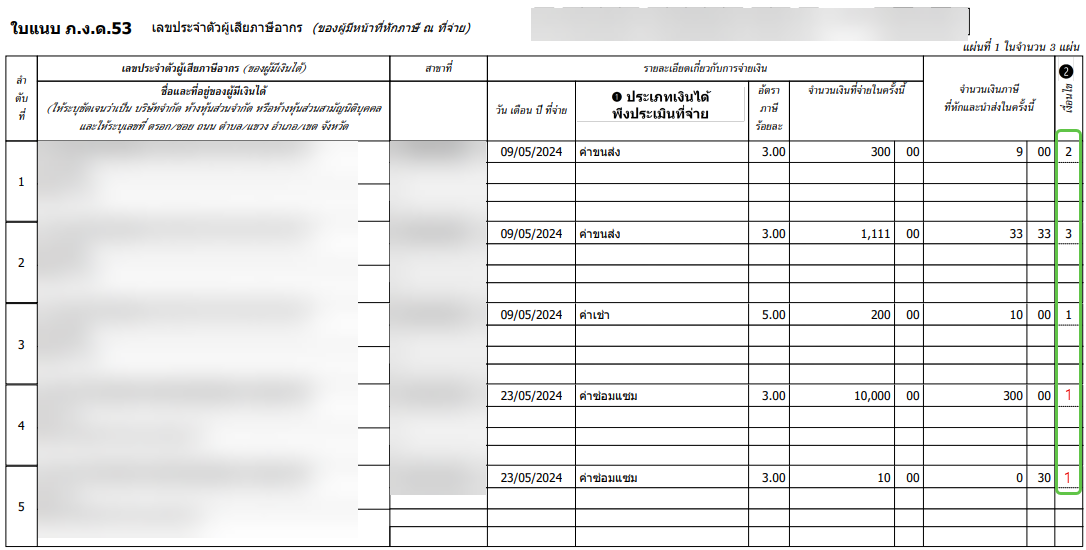 ใบแนบ ภ.ง.ด.53 เลขประจำตัวผู้เสียภาษีอากร (ของผู้มีหน้าที่หักภาษี ณ ที่จ่าย)
แผ่นที่ 1 ในจำนวน 3 แผ่น
ลำ
ดับ
ที่
เลขประจำตัวผู้เสียภาษีอากร (ของผู้มีเงินได้)
ชื่อและที่อยู่ของผู้มีเงินได้
(ให้ระบุชัดเจนว่าเป็น บริษัทจำกัด ห้างหุ้นส่วนจำกัด หรือห้างหุ้นส่วนสามัญนิติบุคคล
และให้ระบุเลขที่ ตรอก/ซอย ถนน ตำบล/แขวง อำเภอ/เขต จังหวัด
สาขาที่
รายละเอียดเกี่ยวกับการจ่ายเงิน
วัน เดือน ปี ที่จ่าย
❶ ประเภทเงินได้
พึงประเมินที่จ่าย
อัตรา
ภาษี
ร้อยละ
จำนวนเงินที่จ่ายในครั้งนี้
จำนวนเงินภาษี
ที่หักและนำส่งในครั้งนี้
❷
เงื่อนไข
1 09/05/2024 ค่าขนส่ง 3.00 300 00 9 00 2
2 09/05/2024 ค่าขนส่ง 3.00 1,111 00 33 33 3
3 09/05/2024 ค่าเช่า 5.00 200 00 10 00 1
4 23/05/2024 ค่าซ่อมแซม 3.00 10,000 00 300 00 1
5 23/05/2024 ค่าซ่อมแซม 3.00 10 00 0 30 1